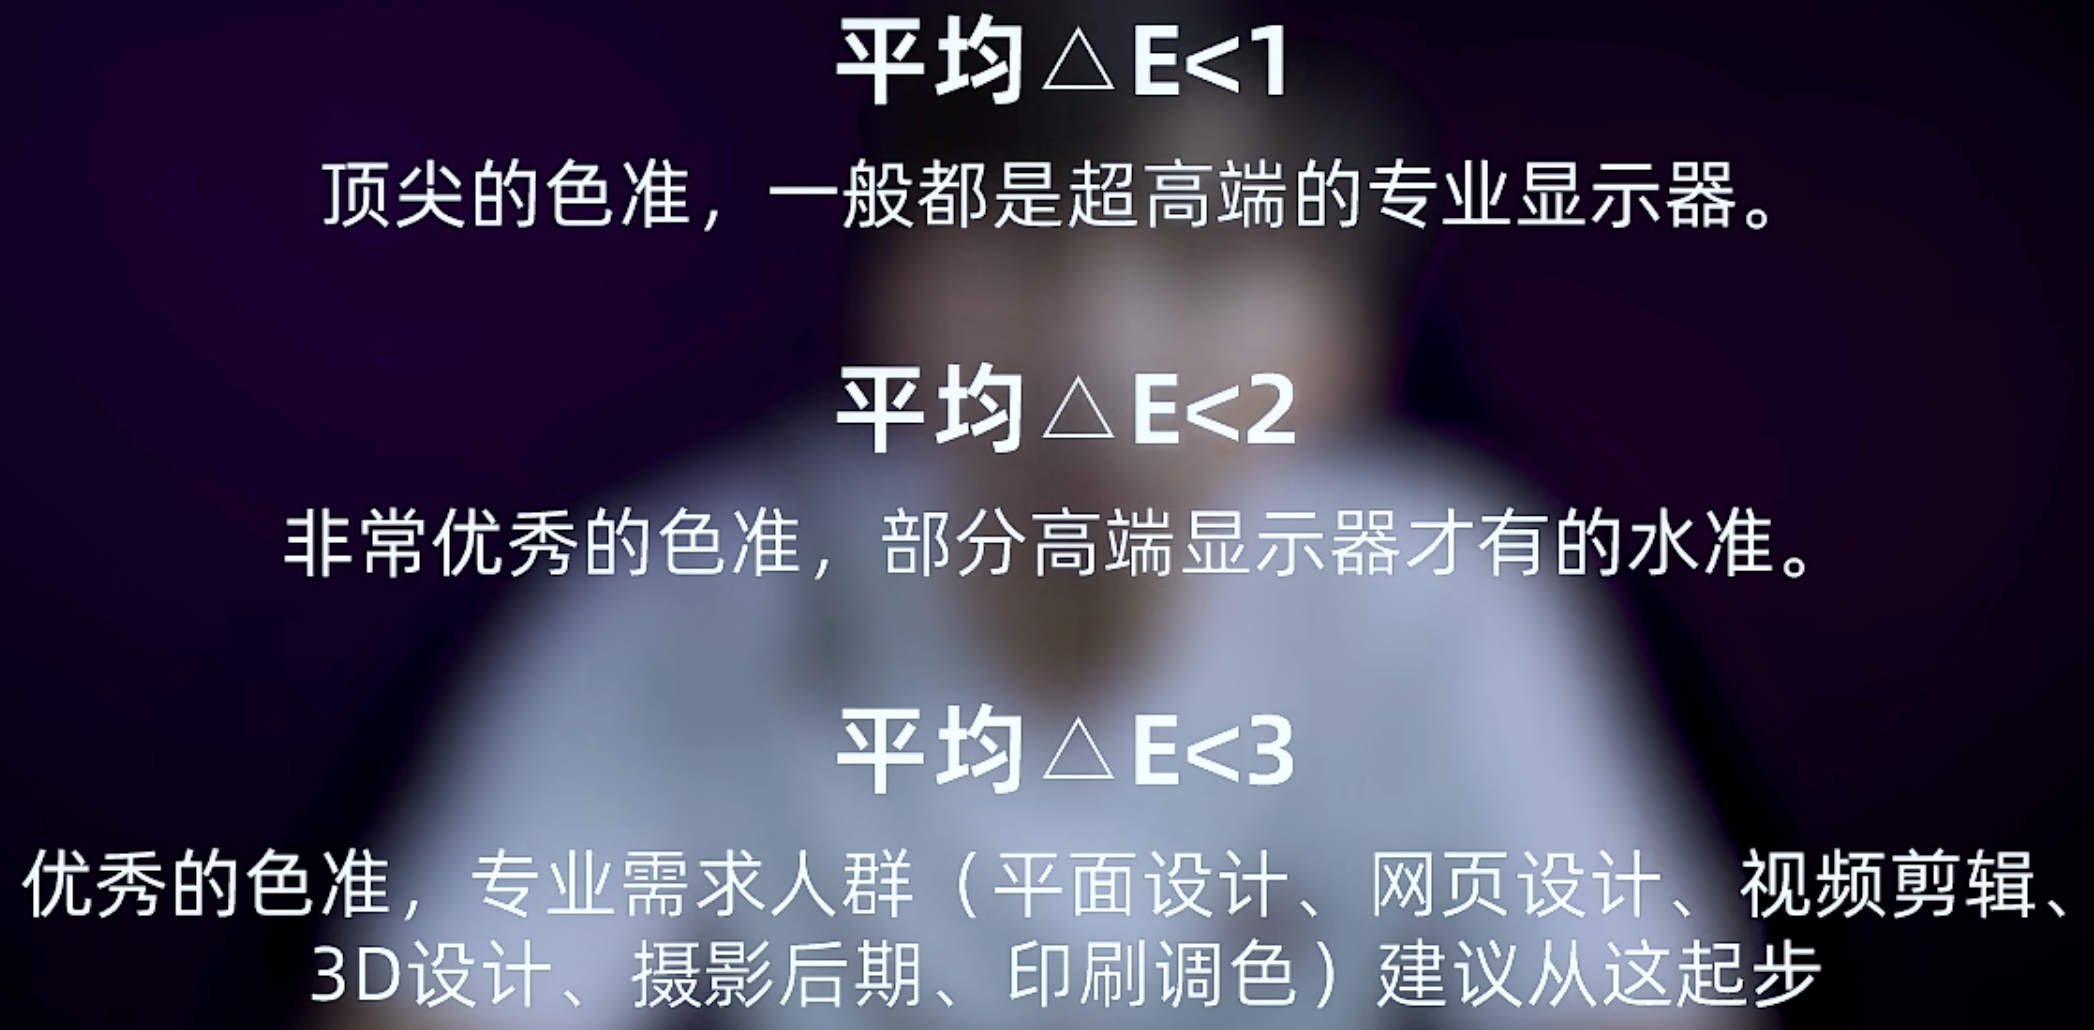 平均△E<1
顶尖的色准，一般都是超高端的专业显示器。
平均△E<2
非常优秀的色准，部分高端显示器才有的水准。
平均△E<3
优秀的色准，专业需求人群（平面设计、网页设计、视频剪辑、
3D设计、摄影后期、印刷调色）建议从这起步